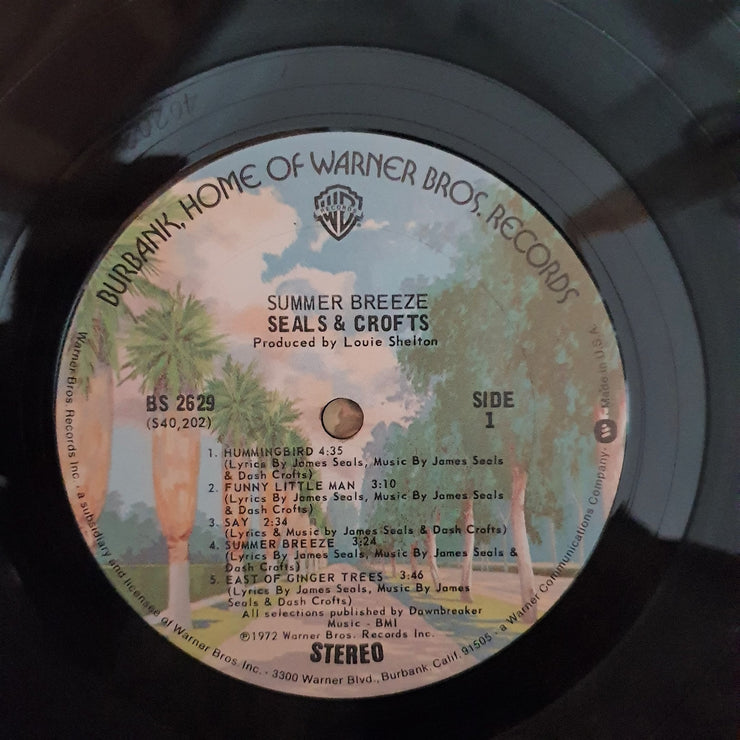 BURBANK, HOME OF WARNER BROS. RECORDS
RECORDS
SUMMER BREEZE
SEALS & CROFTS
Produced by Louie Shelton
BS 2629
(S40,202)
SIDE
1
1. HUMMINGBIRD 4:35
(Lyrics By James Seals, Music By James Seals
& Dash Crofts)
2. FUNNY LITTLE MAN 3:10
(Lyrics By James Seals, Music By James Seals
& Dash Crofts)
3. SAY 2:34
(Lyrics & Music by James Seals & Dash Crofts)
4. SUMMER BREEZE 3:24
(Lyrics By James Seals, Music By James Seals &
Dash Crofts)
5. EAST OF GINGER TREES 3:46
(Lyrics By James Seals, Music By James
Seals & Dash Crofts)
All selections published by Dawnbreaker
Music - BMI
℗1972 Warner Bros. Records Inc.
STEREO
Warner Bros. Records Inc., a subsidiary and licensee of Warner Bros. Inc. · 3300 Warner Blvd., Burbank, Calif. 91505 · a Warner Communications Company. Made in U.S.A.